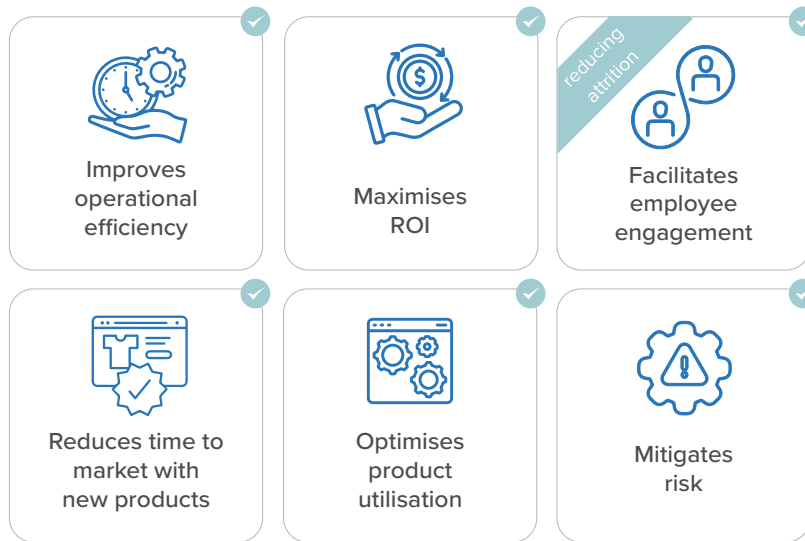 Improves
operational
efficiency
$
Maximises
ROI
reducing
attrition
Facilitates
employee
engagement
Reduces time to
market with
new products
Optimises
product
utilisation
!
Mitigates
risk